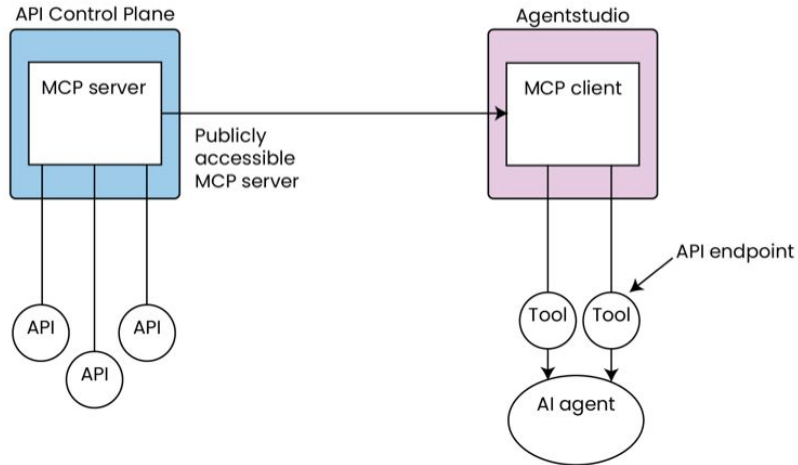 API Control Plane
Agentstudio
MCP server
MCP client
Publicly
accessible
MCP server
API endpoint
API
API
API
Tool
Tool
AI agent